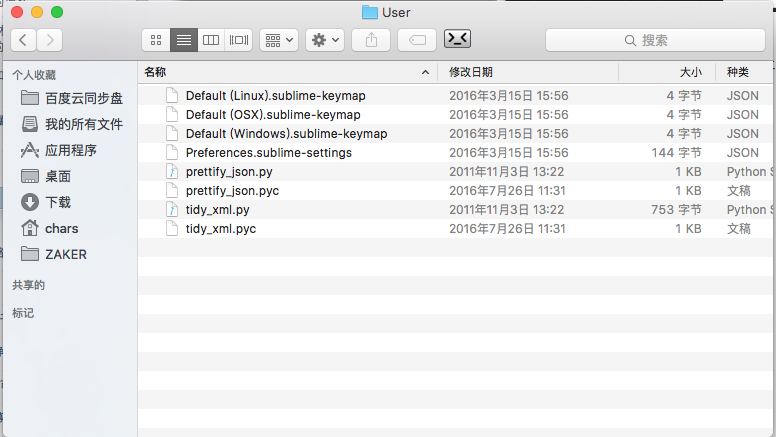 User
搜索
个人收藏
百度云同步盘
我的所有文件
应用程序
桌面
下载
chars
ZAKER
共享的
标记
名称 修改日期 大小 种类
Default (Linux).sublime-keymap 2016年3月15日 15:56 4 字节 JSON
Default (OSX).sublime-keymap 2016年3月15日 15:56 4 字节 JSON
Default (Windows).sublime-keymap 2016年3月15日 15:56 4 字节 JSON
Preferences.sublime-settings 2016年3月15日 15:56 144 字节 JSON
prettify_json.py 2011年11月3日 13:22 1 KB Python S
prettify_json.pyc 2016年7月26日 11:31 1 KB 文稿
tidy_xml.py 2011年11月3日 13:22 753 字节 Python S
tidy_xml.pyc 2016年7月26日 11:31 1 KB 文稿